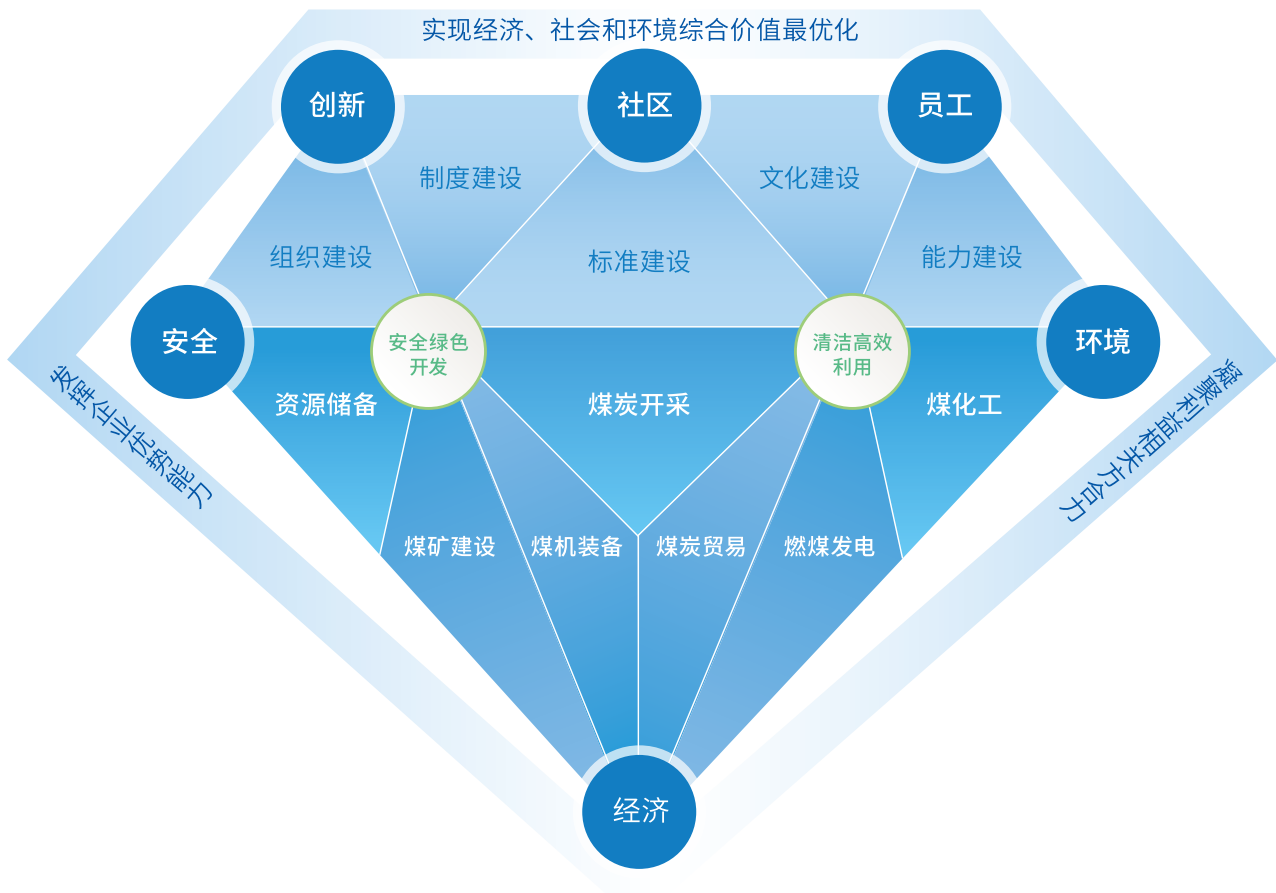 实现经济、社会和环境综合价值最优化
创新
社区
员工
制度建设
文化建设
组织建设
标准建设
能力建设
安全
安全绿色
开发
清洁高效
利用
环境
资源储备
煤炭开采
煤化工
发挥企业优势能力
凝聚利益相关方合力
煤矿建设
煤机装备
煤炭贸易
燃煤发电
经济